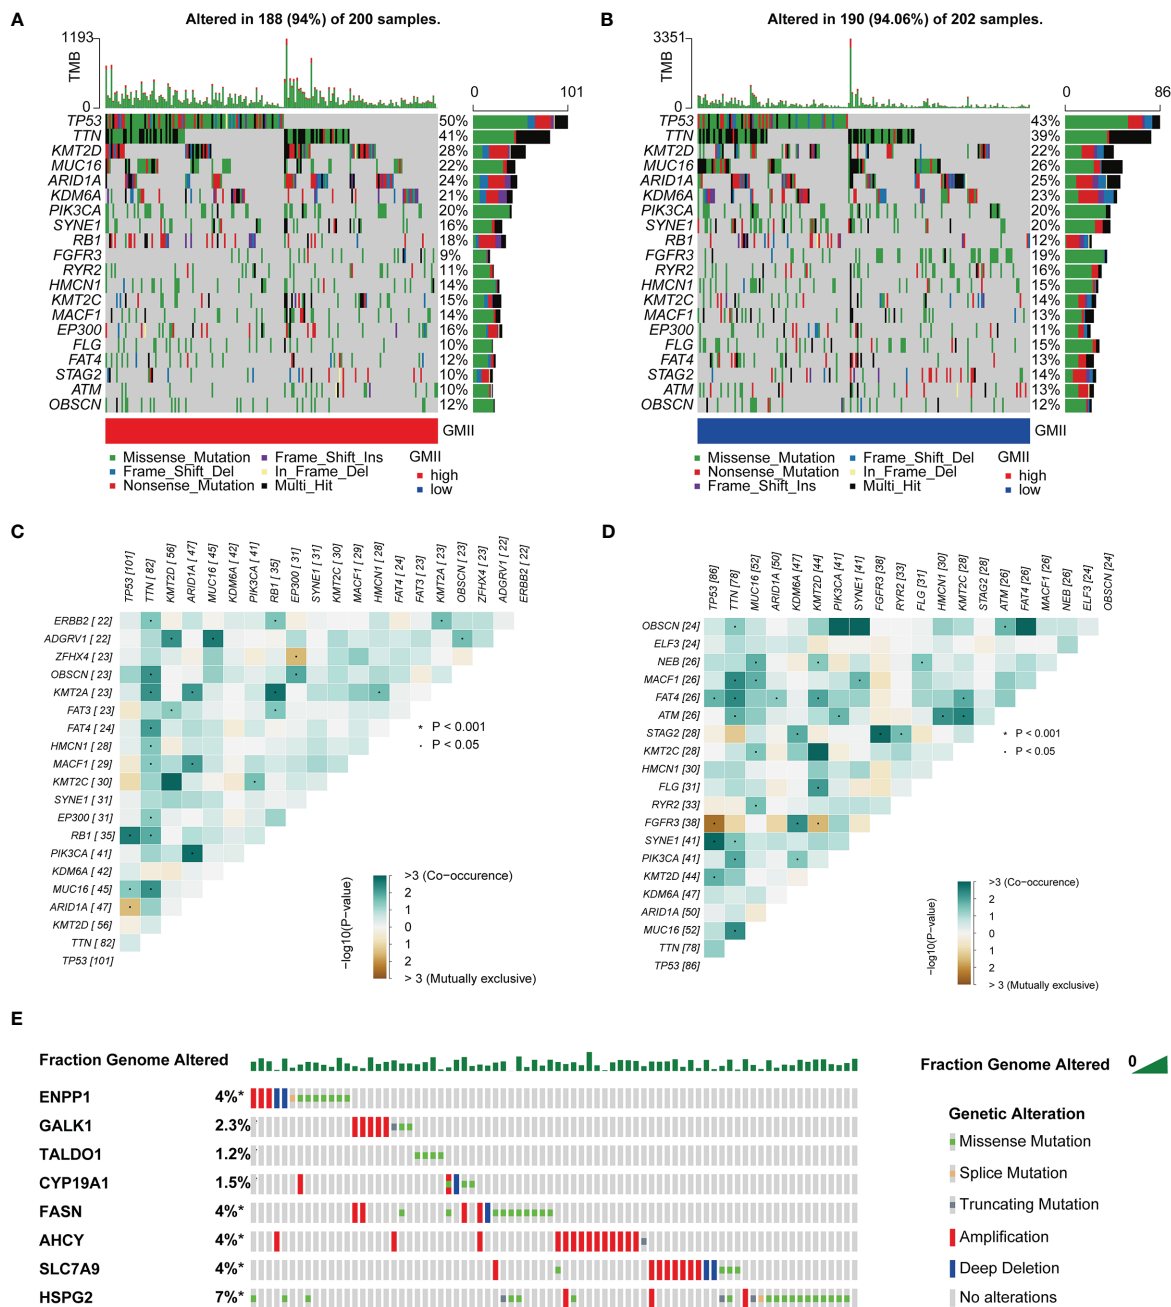 A
Altered in 188 (94%) of 200 samples.
1193
TMB
0
0 101
TP53 50%
TTN 41%
KMT2D 28%
MUC16 22%
ARID1A 24%
KDM6A 21%
PIK3CA 20%
SYNE1 16%
RB1 18%
FGFR3 9%
RYR2 11%
HMCN1 14%
KMT2C 15%
MACF1 14%
EP300 16%
FLG 10%
FAT4 12%
STAG2 10%
ATM 10%
OBSCN 12%
GMII
Missense_Mutation Frame_Shift_Ins GMII
Frame_Shift_Del In_Frame_Del high
Nonsense_Mutation Multi_Hit low
B
Altered in 190 (94.06%) of 202 samples.
3351
TMB
0
0 86
TP53 43%
TTN 39%
KMT2D 22%
MUC16 26%
ARID1A 25%
KDM6A 23%
PIK3CA 20%
SYNE1 20%
RB1 12%
FGFR3 19%
RYR2 16%
HMCN1 15%
KMT2C 14%
MACF1 13%
EP300 11%
FLG 15%
FAT4 13%
STAG2 14%
ATM 13%
OBSCN 12%
GMII
Missense_Mutation Frame_Shift_Del GMII
Nonsense_Mutation In_Frame_Del high
Frame_Shift_Ins Multi_Hit low
C
TP53 [101]
TTN [ 82]
KMT2D [ 56]
ARID1A [ 47]
MUC16 [ 45]
KDM6A [ 42]
PIK3CA [ 41]
RB1 [ 35]
EP300 [ 31]
SYNE1 [ 31]
KMT2C [ 30]
MACF1 [ 29]
HMCN1 [ 28]
FAT4 [ 24]
FAT3 [ 23]
KMT2A [ 23]
OBSCN [ 23]
ZFHX4 [ 23]
ADGRV1 [ 22]
ERBB2 [ 22]
ERBB2 [ 22]
ADGRV1 [ 22]
ZFHX4 [ 23]
OBSCN [ 23]
KMT2A [ 23]
FAT3 [ 23]
FAT4 [ 24]
HMCN1 [ 28]
MACF1 [ 29]
KMT2C [ 30]
SYNE1 [ 31]
EP300 [ 31]
RB1 [ 35]
PIK3CA [ 41]
KDM6A [ 42]
MUC16 [ 45]
ARID1A [ 47]
KMT2D [ 56]
TTN [ 82]
TP53 [101]
* P < 0.001
· P < 0.05
−log10(P−value)
>3 (Co−occurence)
2
1
0
1
2
> 3 (Mutually exclusive)
D
TP53 [86]
TTN [78]
MUC16 [52]
ARID1A [50]
KDM6A [47]
KMT2D [44]
PIK3CA [41]
SYNE1 [41]
FGFR3 [38]
RYR2 [33]
FLG [31]
HMCN1 [30]
KMT2C [28]
STAG2 [28]
ATM [26]
FAT4 [26]
MACF1 [26]
NEB [26]
ELF3 [24]
OBSCN [24]
OBSCN [24]
ELF3 [24]
NEB [26]
MACF1 [26]
FAT4 [26]
ATM [26]
STAG2 [28]
KMT2C [28]
HMCN1 [30]
FLG [31]
RYR2 [33]
FGFR3 [38]
SYNE1 [41]
PIK3CA [41]
KMT2D [44]
KDM6A [47]
ARID1A [50]
MUC16 [52]
TTN [78]
TP53 [86]
* P < 0.001
· P < 0.05
−log10(P−value)
>3 (Co−occurence)
2
1
0
1
2
> 3 (Mutually exclusive)
E
Fraction Genome Altered
ENPP1 4%*
GALK1 2.3%*
TALDO1 1.2%*
CYP19A1 1.5%*
FASN 4%*
AHCY 4%*
SLC7A9 4%*
HSPG2 7%*
Fraction Genome Altered 0
Genetic Alteration
Missense Mutation
Splice Mutation
Truncating Mutation
Amplification
Deep Deletion
No alterations